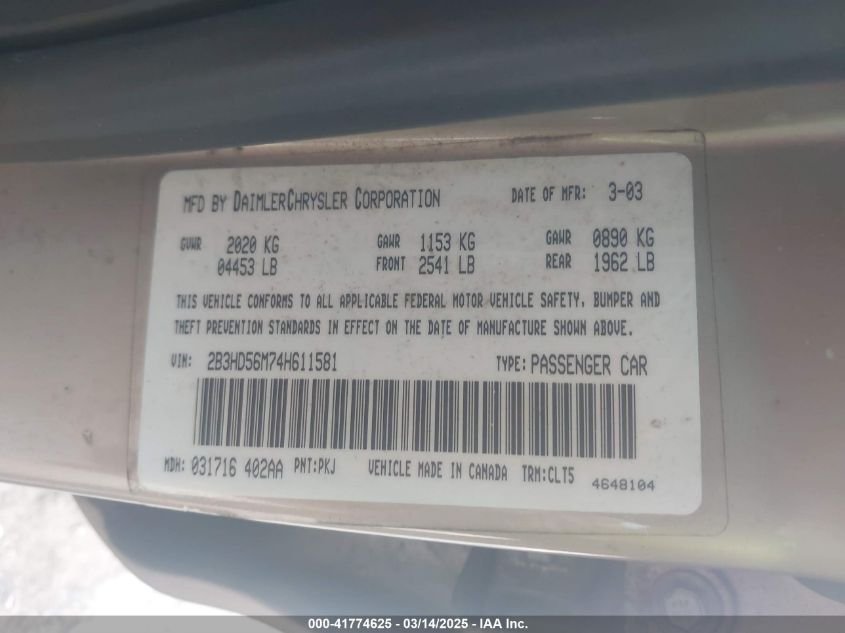 MFD BY DAIMLERCHRYSLER CORPORATION DATE OF MFR: 3-03
GVWR 2020 KG GAWR 1153 KG GAWR 0890 KG
04453 LB FRONT 2541 LB REAR 1962 LB
THIS VEHICLE CONFORMS TO ALL APPLICABLE FEDERAL MOTOR VEHICLE SAFETY, BUMPER AND
THEFT PREVENTION STANDARDS IN EFFECT ON THE DATE OF MANUFACTURE SHOWN ABOVE.
VIN: 2B3HD56M74H611581 TYPE: PASSENGER CAR
MDH: 031716 402AA PNT:PKJ VEHICLE MADE IN CANADA TRM:CLT5
4648104
000-41774625 - 03/14/2025 - IAA Inc.